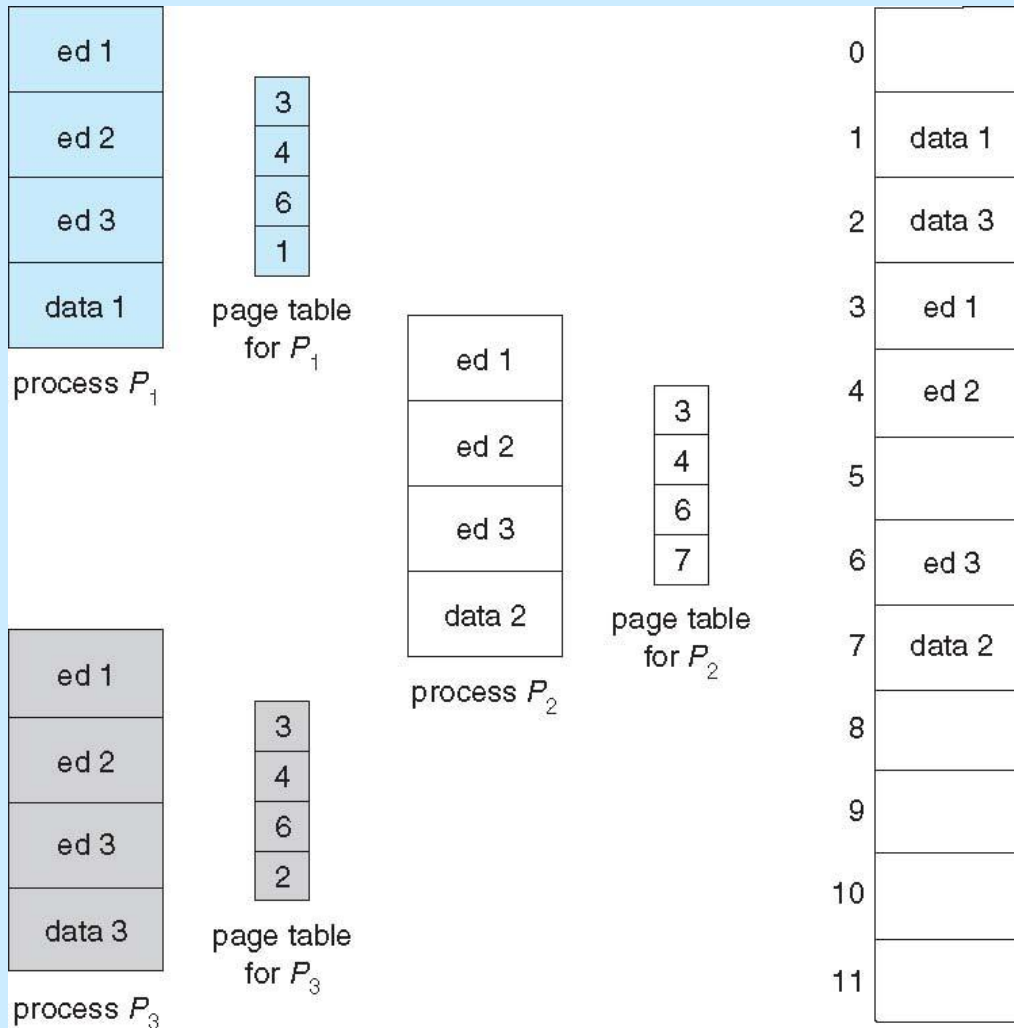 ed 1
ed 2
ed 3
data 1
process P1
3
4
6
1
page table
for P1
ed 1
ed 2
ed 3
data 2
process P2
3
4
6
7
page table
for P2
ed 1
ed 2
ed 3
data 3
process P3
3
4
6
2
page table
for P3
0
1 data 1
2 data 3
3 ed 1
4 ed 2
5
6 ed 3
7 data 2
8
9
10
11